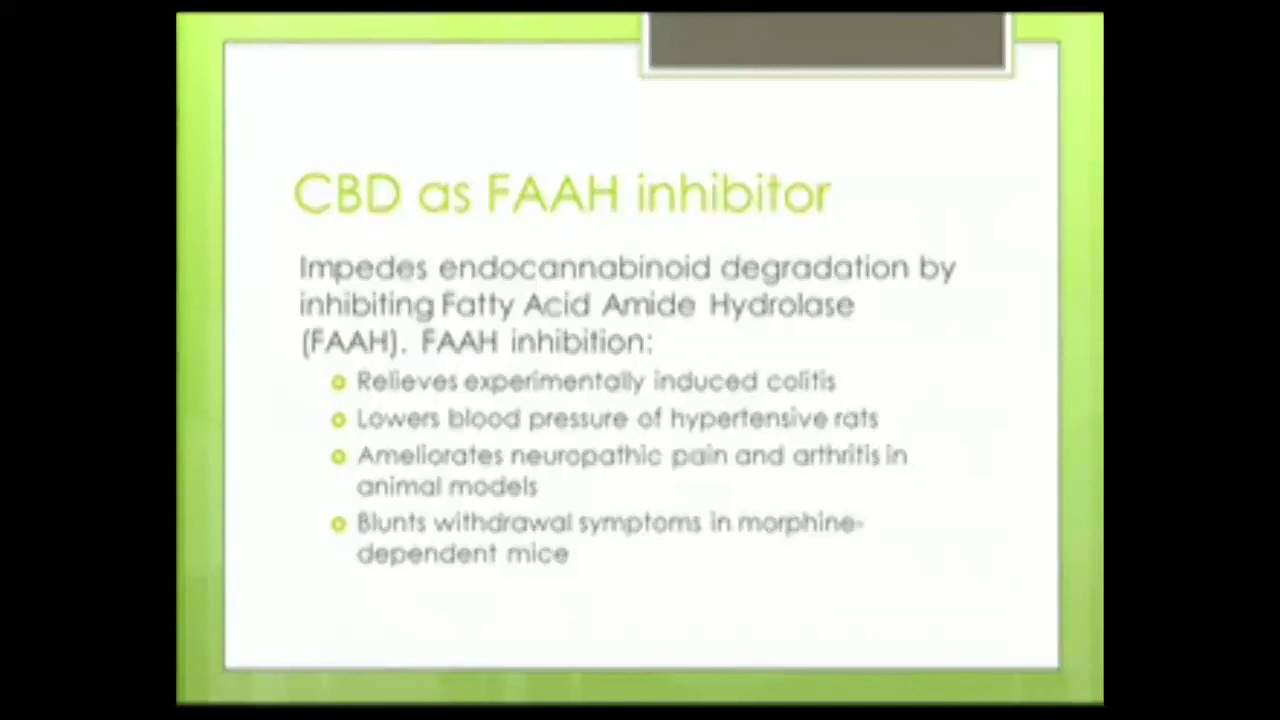 CBD as FAAH inhibitor
Impedes endocannabinoid degradation by
inhibiting Fatty Acid Amide Hydrolase
(FAAH). FAAH inhibition:
Relieves experimentally induced colitis
Lowers blood pressure of hypertensive rats
Ameliorates neuropathic pain and arthritis in
animal models
Blunts withdrawal symptoms in morphine-
dependent mice